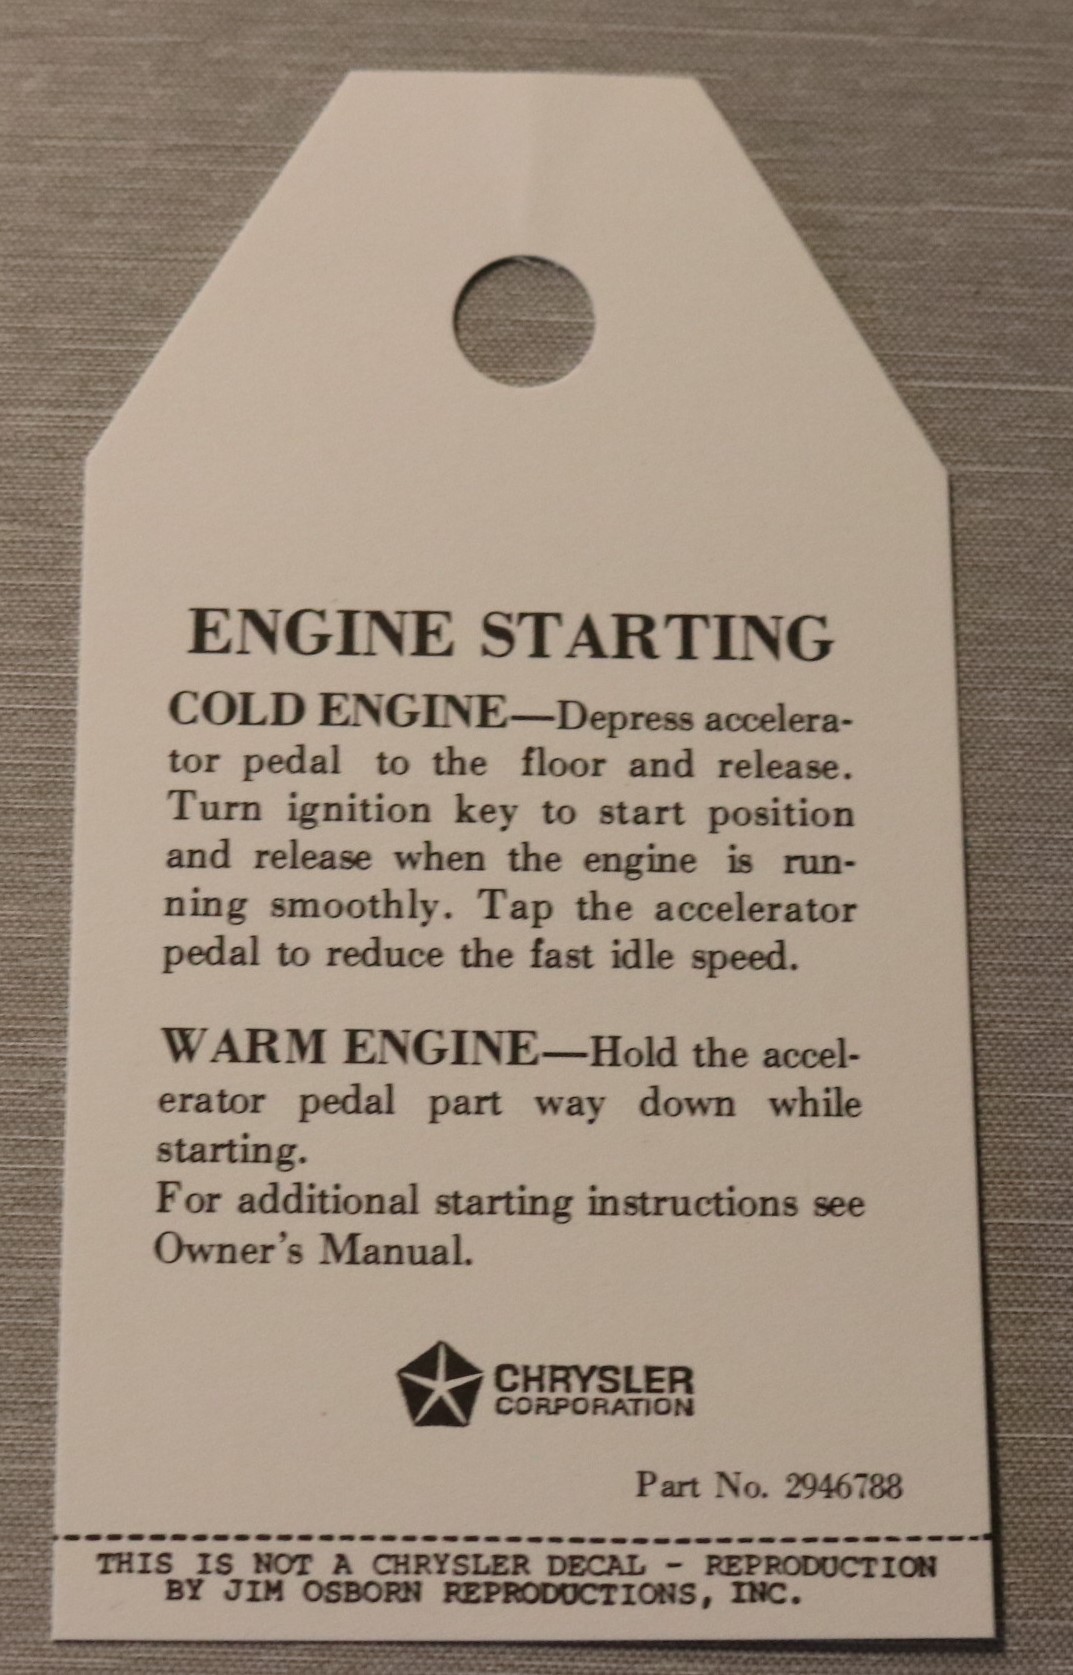 ENGINE STARTING
COLD ENGINE—Depress accelera-
tor pedal to the floor and release.
Turn ignition key to start position
and release when the engine is run-
ning smoothly. Tap the accelerator
pedal to reduce the fast idle speed.
WARM ENGINE—Hold the accel-
erator pedal part way down while
starting.
For additional starting instructions see
Owner's Manual.
CHRYSLER
CORPORATION
Part No. 2946788
THIS IS NOT A CHRYSLER DECAL - REPRODUCTION
BY JIM OSBORN REPRODUCTIONS, INC.